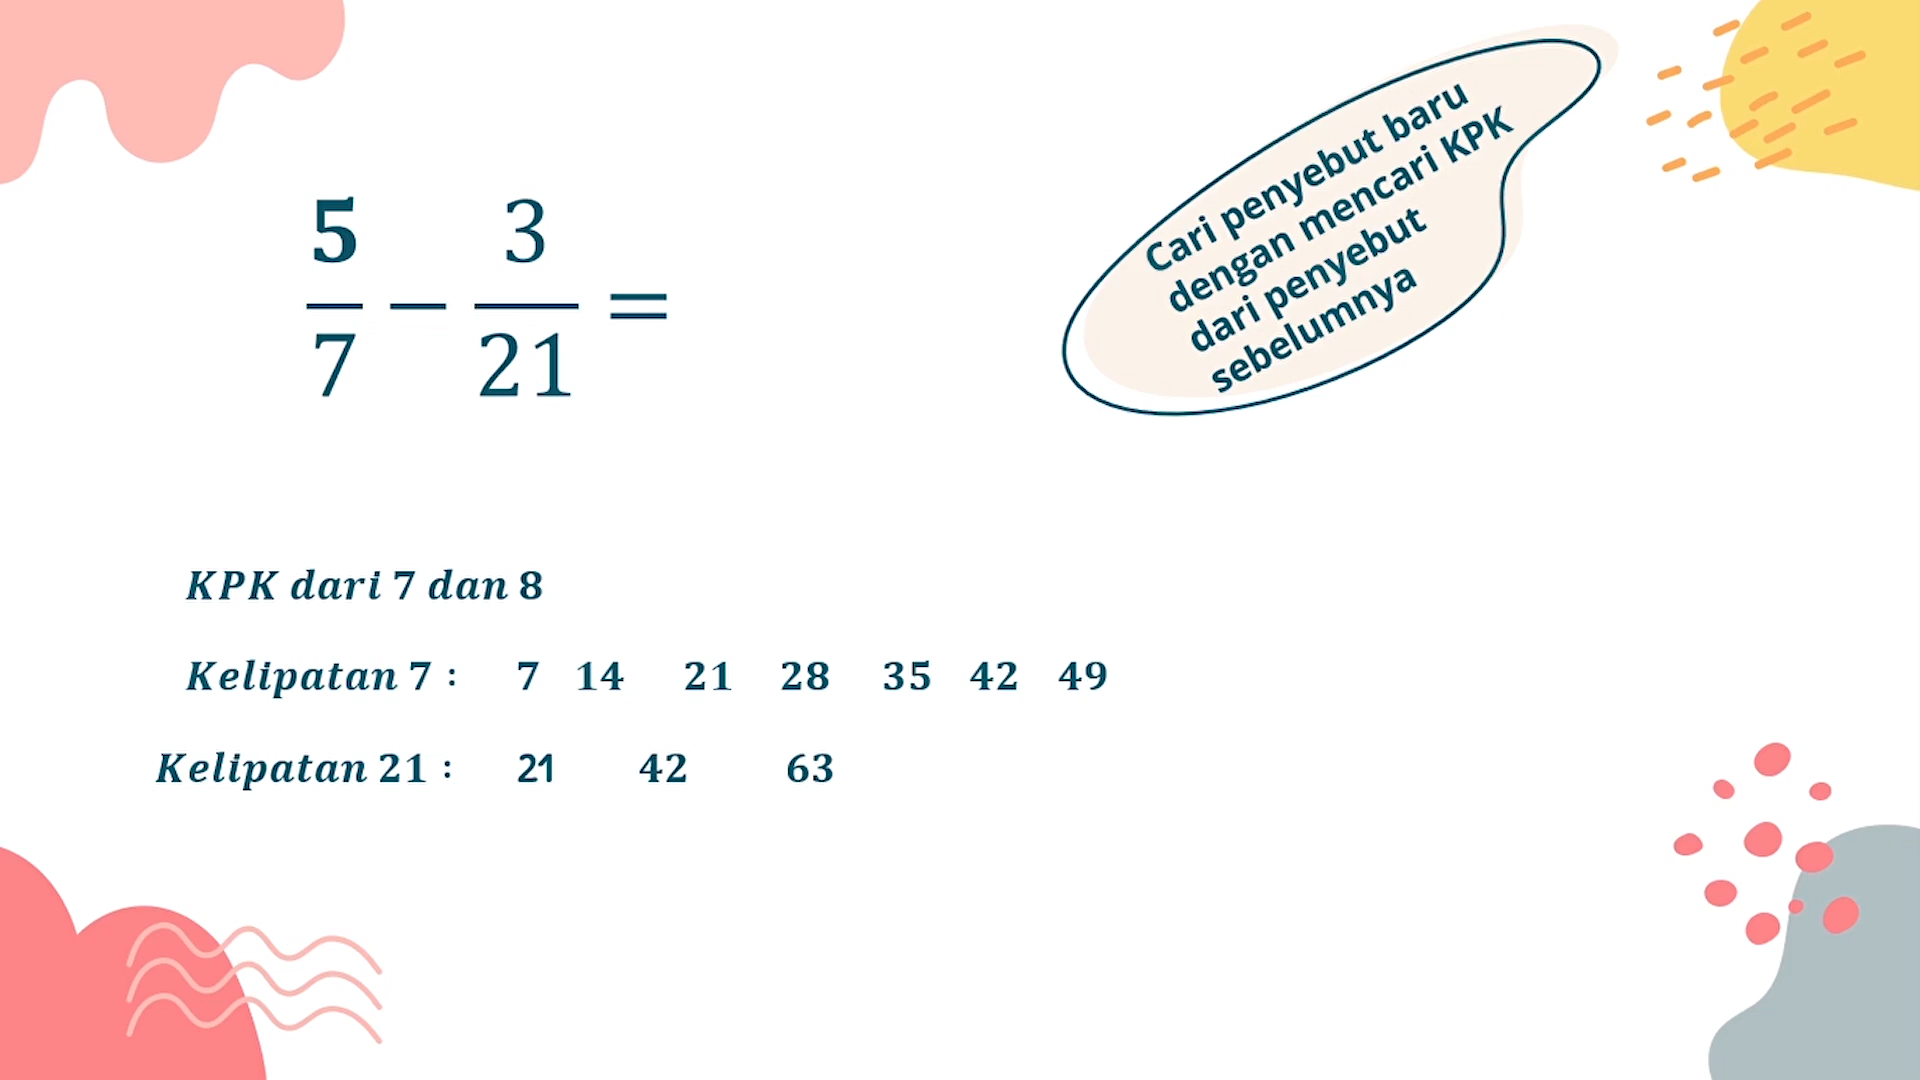 5/7 − 3/21 =
Cari penyebut baru
dengan mencari KPK
dari penyebut
sebelumnya
KPK dari 7 dan 8
Kelipatan 7 : 7 14 21 28 35 42 49
Kelipatan 21 : 21 42 63